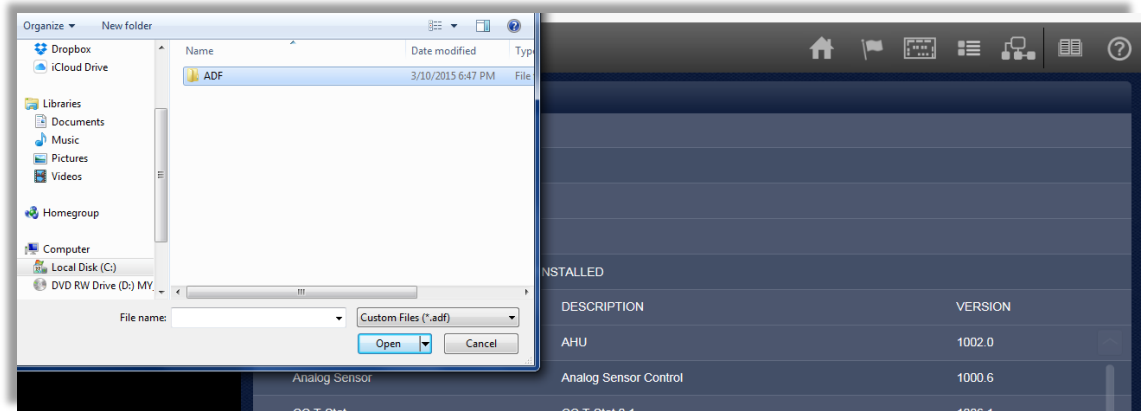 Organize New folder
Dropbox
iCloud Drive
Libraries
Documents
Music
Pictures
Videos
Homegroup
Computer
Local Disk (C:)
DVD RW Drive (D:) MY
Name Date modified Type
ADF 3/10/2015 6:47 PM File
File name: Custom Files (*.adf)
Open Cancel
NSTALLED
DESCRIPTION VERSION
AHU 1002.0
Analog Sensor Analog Sensor Control 1000.6